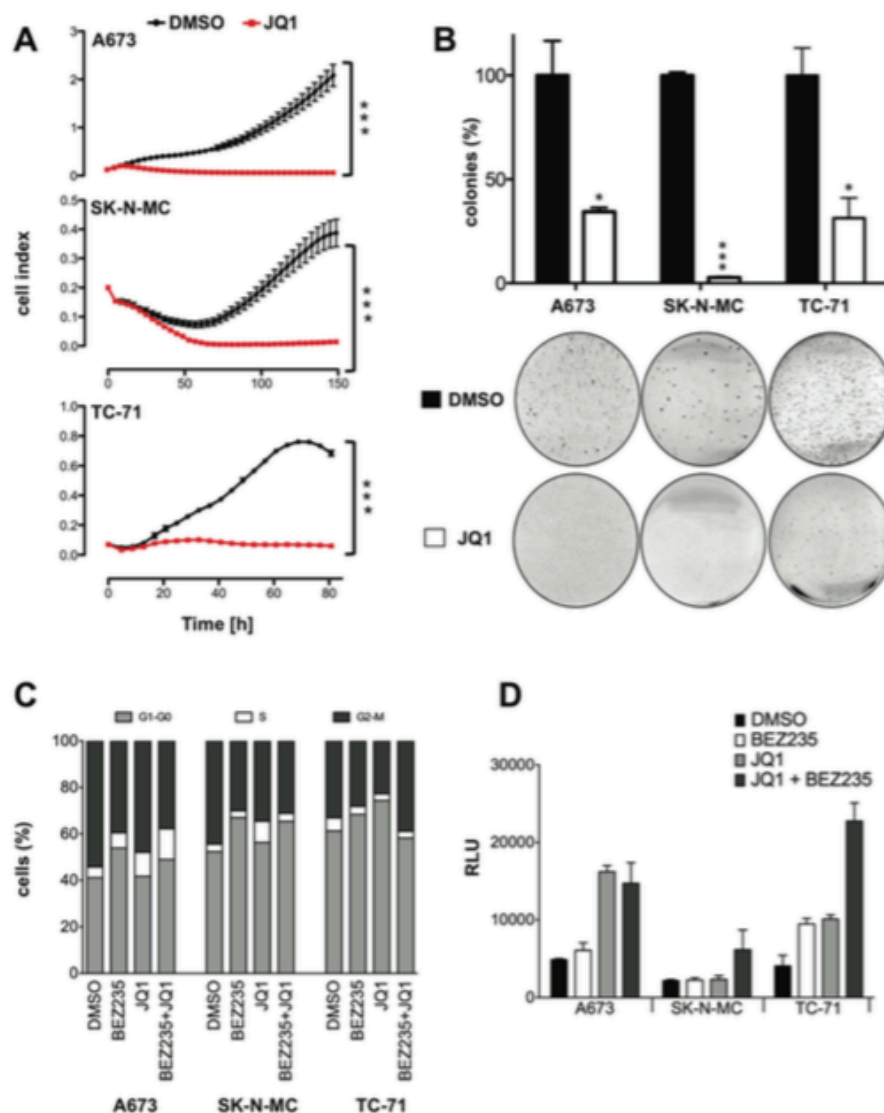 A
DMSO JQ1
A673
3
2
1
0
***
SK-N-MC
0.5
0.4
0.3
0.2
0.1
0.0
***
0 50 100 150
TC-71
1.0
0.8
0.6
0.4
0.2
0.0
***
0 20 40 60 80
Time [h]
cell index
B
colonies (%)
100
50
0
*
***
*
A673 SK-N-MC TC-71
DMSO
JQ1
C
G1-G0 S G2-M
cells (%)
100
80
60
40
20
0
DMSO BEZ235 JQ1 BEZ235+JQ1 DMSO BEZ235 JQ1 BEZ235+JQ1 DMSO BEZ235 JQ1 BEZ235+JQ1
A673 SK-N-MC TC-71
D
DMSO
BEZ235
JQ1
JQ1 + BEZ235
RLU
30000
20000
10000
0
A673 SK-N-MC TC-71